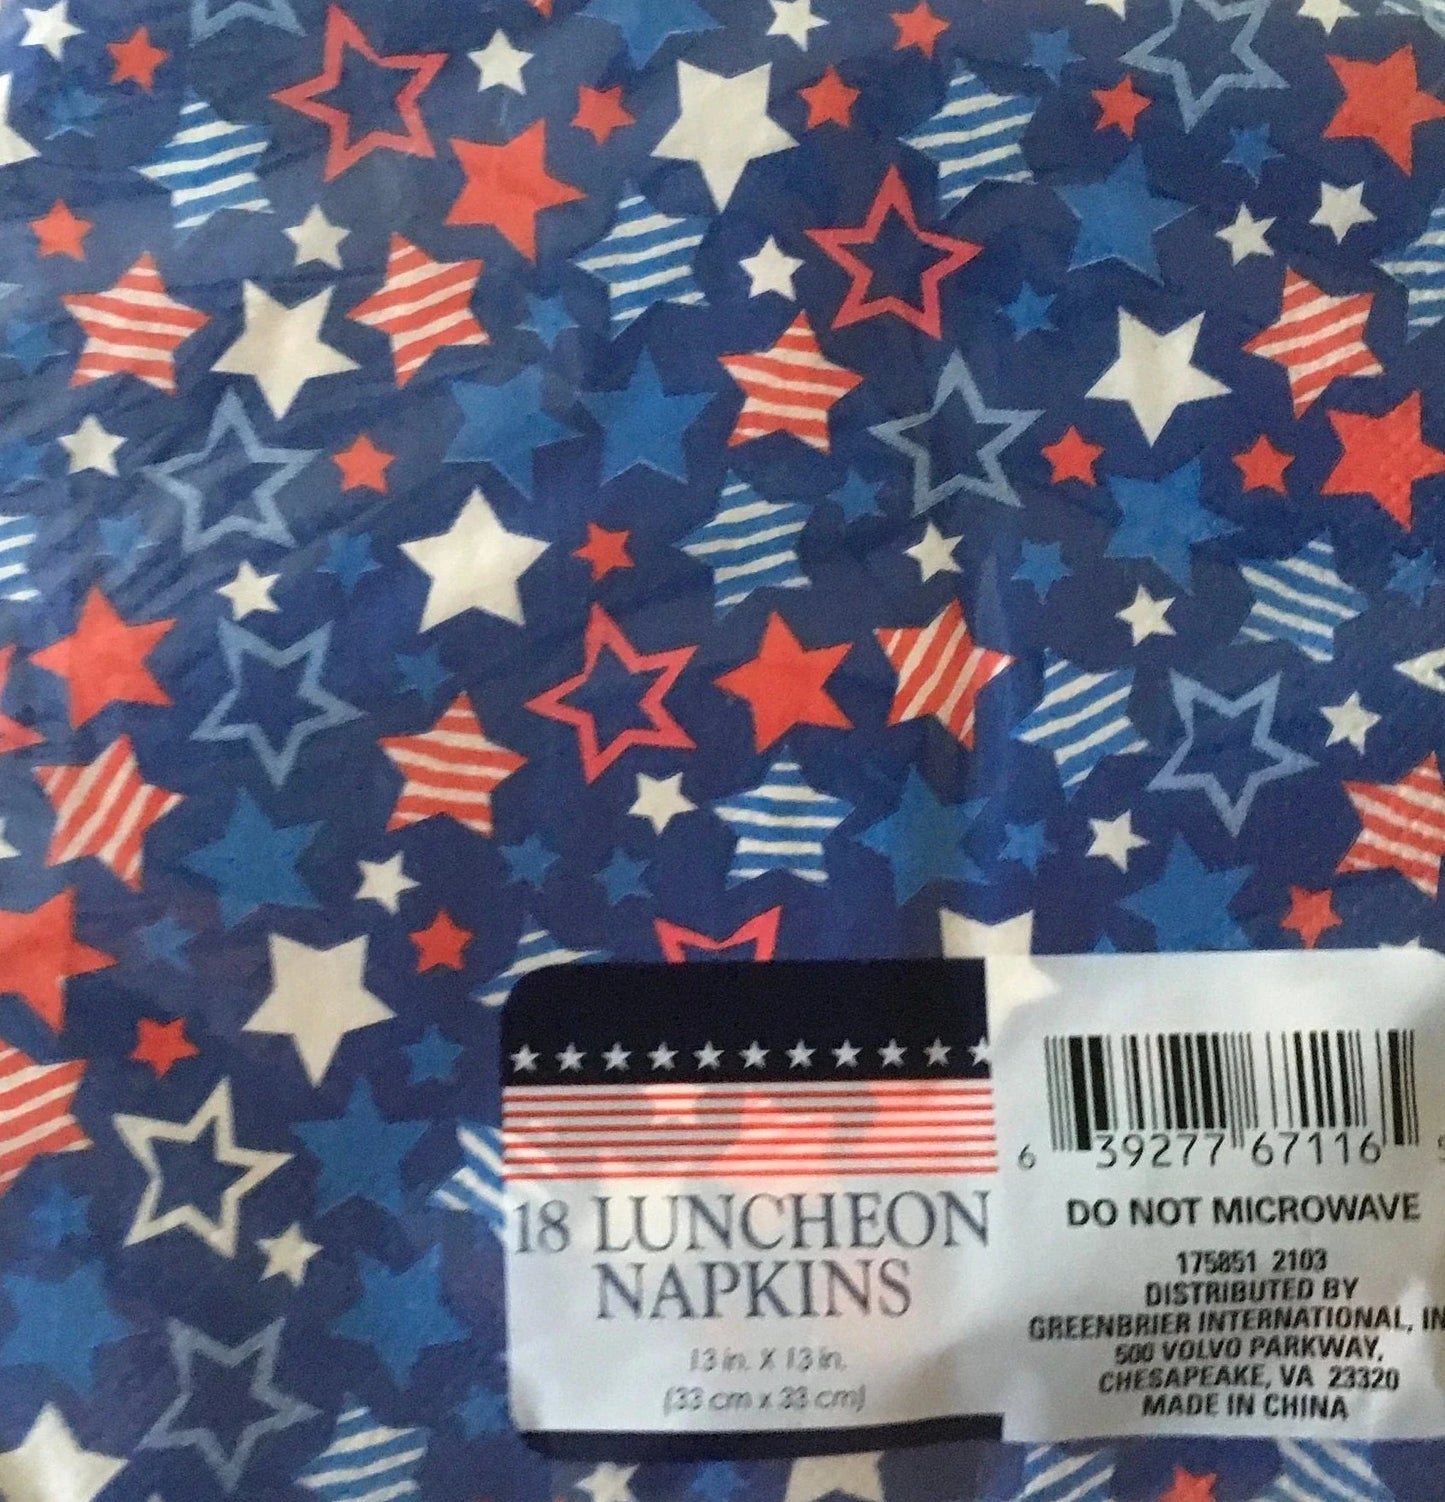 18 LUNCHEON
NAPKINS
13 in. X 13 in.
(33 cm x 33 cm)
6 39277 67116
DO NOT MICROWAVE
175851 2103
DISTRIBUTED BY
GREENBRIER INTERNATIONAL, IN
500 VOLVO PARKWAY,
CHESAPEAKE, VA 23320
MADE IN CHINA